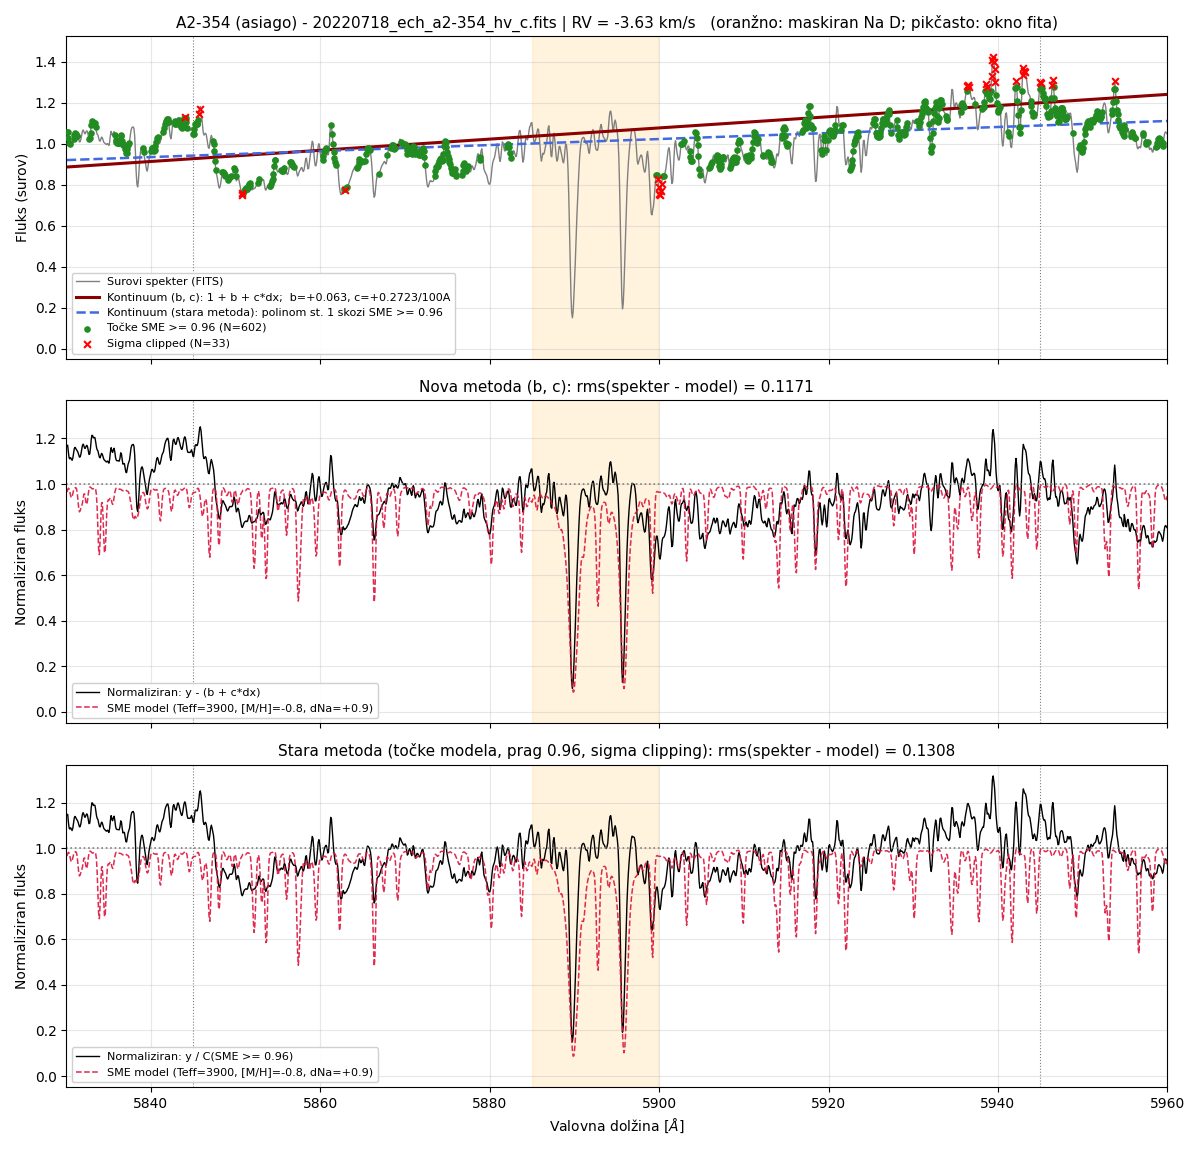 A2-354 (asiago) - 20220718_ech_a2-354_hv_c.fits | RV = -3.63 km/s   (oranžno: maskiran Na D; pikčasto: okno fita)
1.4
1.2
1.0
0.8
0.6
0.4
0.2
0.0
Fluks (surov)
Surovi spekter (FITS)
Kontinuum (b, c): 1 + b + c*dx;  b=+0.063, c=+0.2723/100A
Kontinuum (stara metoda): polinom st. 1 skozi SME >= 0.96
Točke SME >= 0.96 (N=602)
Sigma clipped (N=33)
Nova metoda (b, c): rms(spekter - model) = 0.1171
1.2
1.0
0.8
0.6
0.4
0.2
0.0
Normaliziran fluks
Normaliziran: y - (b + c*dx)
SME model (Teff=3900, [M/H]=-0.8, dNa=+0.9)
Stara metoda (točke modela, prag 0.96, sigma clipping): rms(spekter - model) = 0.1308
1.2
1.0
0.8
0.6
0.4
0.2
0.0
Normaliziran fluks
Normaliziran: y / C(SME >= 0.96)
SME model (Teff=3900, [M/H]=-0.8, dNa=+0.9)
5840 5860 5880 5900 5920 5940 5960
Valovna dolžina [Å]